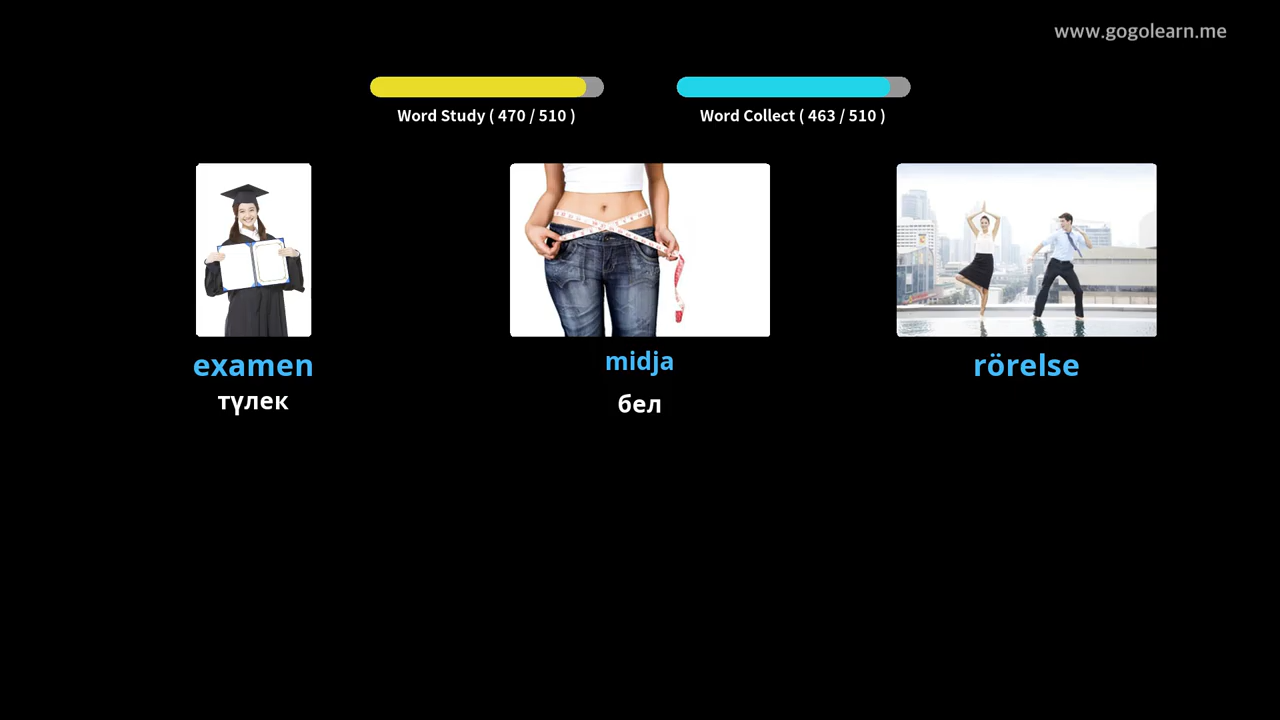 www.gogolearn.me
Word Study ( 470 / 510 )
Word Collect ( 463 / 510 )
examen
түлек
midja
бел
rörelse